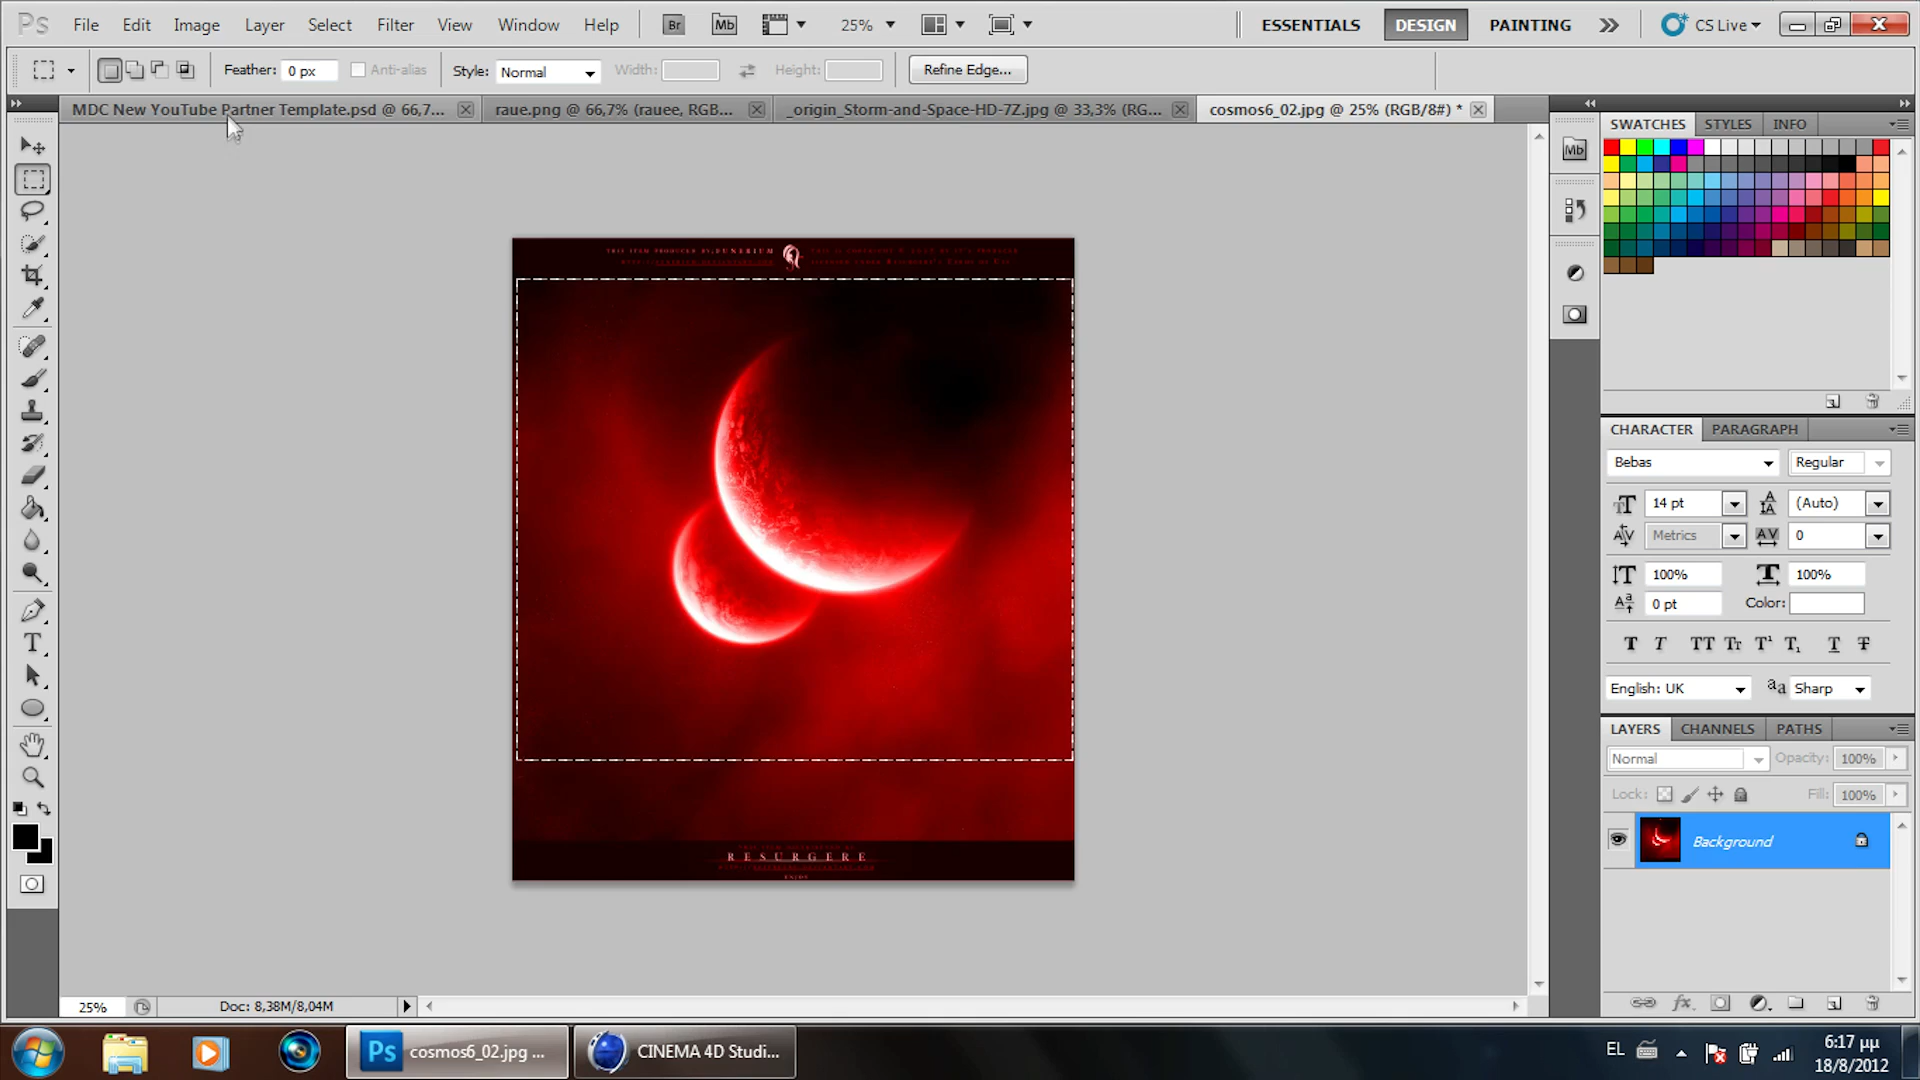 Ps File Edit Image Layer Select Filter View Window Help Br Mb 25% ESSENTIALS DESIGN PAINTING CS Live
Feather: 0 px Anti-alias Style: Normal Width: Height: Refine Edge...
MDC New YouTube Partner Template.psd @ 66,7... raue.png @ 66,7% (rauee, RGB... _origin_Storm-and-Space-HD-7Z.jpg @ 33,3% (RG... cosmos6_02.jpg @ 25% (RGB/8#) *
SWATCHES STYLES INFO
Mb
CHARACTER PARAGRAPH
Bebas Regular
14 pt (Auto)
Metrics 0
100% 100%
0 pt Color:
English: UK Sharp
LAYERS CHANNELS PATHS
Normal Opacity: 100%
Lock: Fill: 100%
Background
RESURGERE
25% Doc: 8,38M/8,04M
Ps cosmos6_02.jpg ... CINEMA 4D Studi... EL 6:17 μμ
18/8/2012